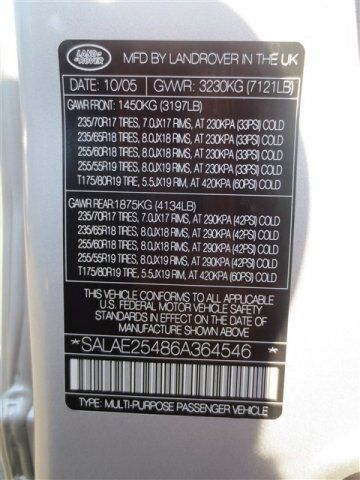 LAND ROVER MFD BY LANDROVER IN THE UK
DATE: 10/05 GVWR: 3230KG (7121LB)
GAWR FRONT: 1450KG (3197LB)
235/70R17 TIRES, 7.0JX17 RIMS, AT 230KPA (33PSI) COLD
235/65R18 TIRES, 8.0JX18 RIMS, AT 230KPA (33PSI) COLD
255/60R18 TIRES, 8.0JX18 RIMS, AT 230KPA (33PSI) COLD
255/55R19 TIRES, 8.0JX19 RIMS, AT 230KPA (33PSI) COLD
T175/80R19 TIRE, 5.5JX19 RIM, AT 420KPA (60PSI) COLD
GAWR REAR: 1875KG (4134LB)
235/70R17 TIRES, 7.0JX17 RIMS, AT 290KPA (42PSI) COLD
235/65R18 TIRES, 8.0JX18 RIMS, AT 290KPA (42PSI) COLD
255/60R18 TIRES, 8.0JX18 RIMS, AT 290KPA (42PSI) COLD
255/55R19 TIRES, 8.0JX19 RIMS, AT 290KPA (42PSI) COLD
T175/80R19 TIRE, 5.5JX19 RIM, AT 420KPA (60PSI) COLD
THIS VEHICLE CONFORMS TO ALL APPLICABLE
U.S. FEDERAL MOTOR VEHICLE SAFETY
STANDARDS IN EFFECT ON THE DATE OF
MANUFACTURE SHOWN ABOVE.
*SALAE25486A364546*
TYPE: MULTI-PURPOSE PASSENGER VEHICLE